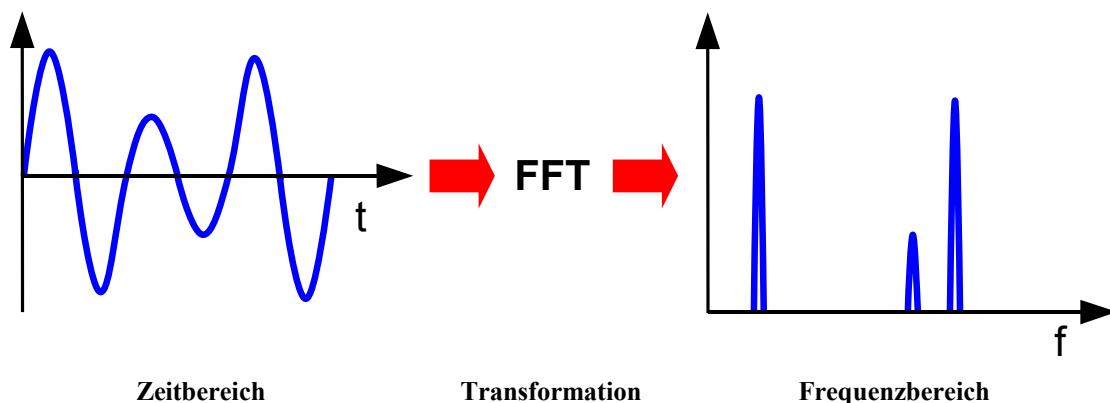 t
FFT
f
Zeitbereich
Transformation
Frequenzbereich